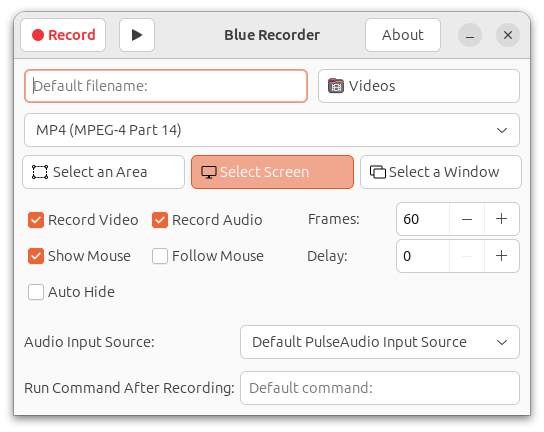 Record Blue Recorder About
Default filename: Videos
MP4 (MPEG-4 Part 14)
Select an Area Select Screen Select a Window
Record Video Record Audio Frames: 60
Show Mouse Follow Mouse Delay: 0
Auto Hide
Audio Input Source: Default PulseAudio Input Source
Run Command After Recording: Default command: